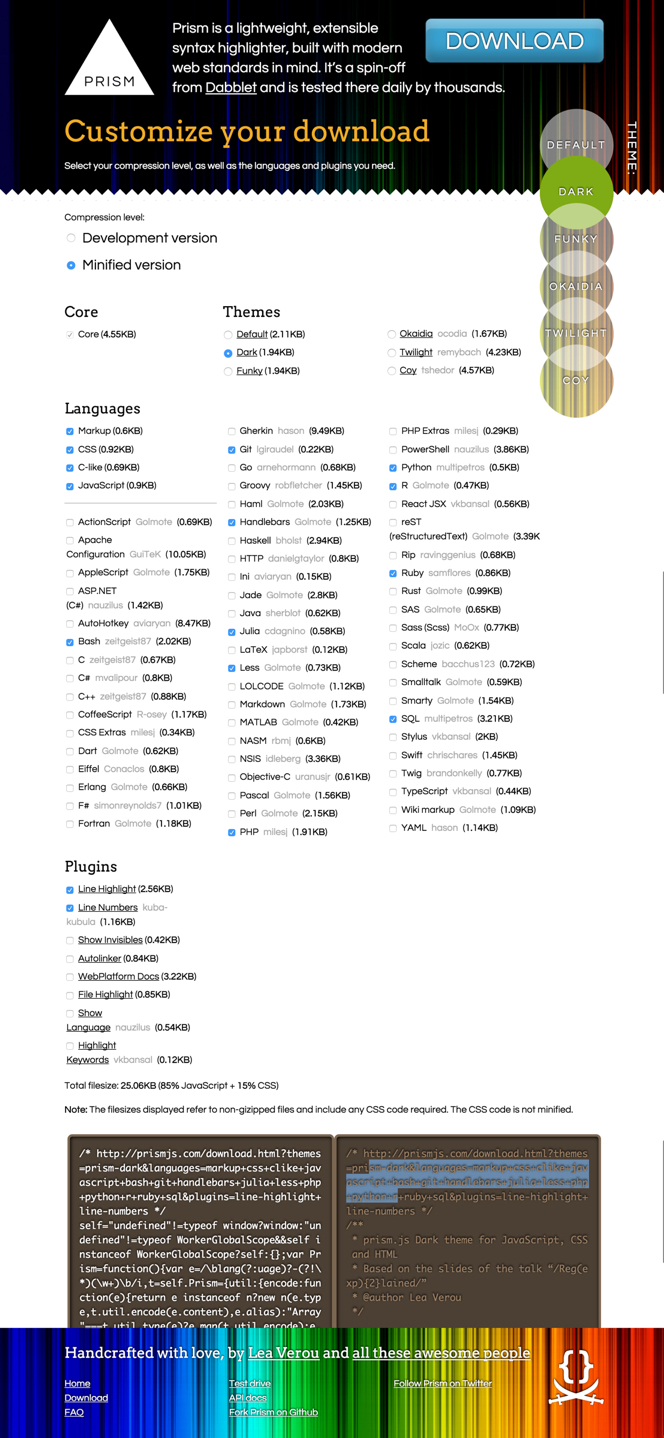 Prism is a lightweight, extensible
syntax highlighter, built with modern
web standards in mind. It’s a spin-off
from Dabblet and is tested there daily by thousands.
PRISM
DOWNLOAD
Customize your download
Select your compression level, as well as the languages and plugins you need.
THEME:
DEFAULT
DARK
FUNKY
OKAIDIA
TWILIGHT
COY
Compression level:
Development version
Minified version
Core
Core (4.55KB)
Themes
Default (2.11KB)
Dark (1.94KB)
Funky (1.94KB)
Okaidia ocodia (1.67KB)
Twilight remybach (4.23KB)
Coy tshedor (4.57KB)
Languages
Markup (0.6KB)
CSS (0.92KB)
C-like (0.69KB)
JavaScript (0.9KB)
ActionScript Golmote (0.69KB)
Apache
Configuration GuiTeK (10.05KB)
AppleScript Golmote (1.75KB)
ASP.NET
(C#) nauzilus (1.42KB)
AutoHotkey aviaryan (8.47KB)
Bash zeitgeist87 (2.02KB)
C zeitgeist87 (0.67KB)
C# mvalipour (0.8KB)
C++ zeitgeist87 (0.88KB)
CoffeeScript R-osey (1.17KB)
CSS Extras milesj (0.34KB)
Dart Golmote (0.62KB)
Eiffel Conaclos (0.8KB)
Erlang Golmote (0.66KB)
F# simonreynolds7 (1.01KB)
Fortran Golmote (1.18KB)
Gherkin hason (9.49KB)
Git lgiraudel (0.22KB)
Go arnehormann (0.68KB)
Groovy robfletcher (1.45KB)
Haml Golmote (2.03KB)
Handlebars Golmote (1.25KB)
Haskell bholst (2.94KB)
HTTP danielgtaylor (0.8KB)
Ini aviaryan (0.15KB)
Jade Golmote (2.8KB)
Java sherblot (0.62KB)
Julia cdagnino (0.58KB)
LaTeX japborst (0.12KB)
Less Golmote (0.73KB)
LOLCODE Golmote (1.12KB)
Markdown Golmote (1.73KB)
MATLAB Golmote (0.42KB)
NASM rbmj (0.6KB)
NSIS idleberg (3.36KB)
Objective-C uranusjr (0.61KB)
Pascal Golmote (1.56KB)
Perl Golmote (2.15KB)
PHP milesj (1.91KB)
PHP Extras milesj (0.29KB)
PowerShell nauzilus (3.86KB)
Python multipetros (0.5KB)
R Golmote (0.47KB)
React JSX vkbansal (0.56KB)
reST
(reStructuredText) Golmote (3.39K
Rip ravinggenius (0.68KB)
Ruby samflores (0.86KB)
Rust Golmote (0.99KB)
SAS Golmote (0.65KB)
Sass (Scss) MoOx (0.77KB)
Scala jozic (0.62KB)
Scheme bacchus123 (0.72KB)
Smalltalk Golmote (0.59KB)
Smarty Golmote (1.54KB)
SQL multipetros (3.21KB)
Stylus vkbansal (2KB)
Swift chrischares (1.45KB)
Twig brandonkelly (0.77KB)
TypeScript vkbansal (0.44KB)
Wiki markup Golmote (1.09KB)
YAML hason (1.14KB)
Plugins
Line Highlight (2.56KB)
Line Numbers kuba-
kubula (1.16KB)
Show Invisibles (0.42KB)
Autolinker (0.84KB)
WebPlatform Docs (3.22KB)
File Highlight (0.85KB)
Show
Language nauzilus (0.54KB)
Highlight
Keywords vkbansal (0.12KB)
Total filesize: 25.06KB (85% JavaScript + 15% CSS)
Note: The filesizes displayed refer to non-gizipped files and include any CSS code required. The CSS code is not minified.
/* http://prismjs.com/download.html?themes
=prism-dark&languages=markup+css+clike+jav
ascript+bash+git+handlebars+julia+less+php
+python+r+ruby+sql&plugins=line-highlight+
line-numbers */
self="undefined"!=typeof window?window:"un
defined"!=typeof WorkerGlobalScope&&self i
nstanceof WorkerGlobalScope?self:{};var Pr
ism=function(){var e=/\blang(?:uage)?-(?!\
*)(\w+)\b/i,t=self.Prism={util:{encode:fun
ction(e){return e instanceof n?new n(e.typ
e,t.util.encode(e.content),e.alias):"Array
"===t.util.type(e)?e.map(t.util.encode):e.
/* http://prismjs.com/download.html?themes
=prism-dark&languages=markup+css+clike+jav
ascript+bash+git+handlebars+julia+less+php
+python+r+ruby+sql&plugins=line-highlight+
line-numbers */
/**
* prism.js Dark theme for JavaScript, CSS
and HTML
* Based on the slides of the talk “/Reg(e
xp){2}lained/”
* @author Lea Verou
*/
Handcrafted with love, by Lea Verou and all these awesome people
Home
Download
FAQ
Test drive
API docs
Fork Prism on Github
Follow Prism on Twitter